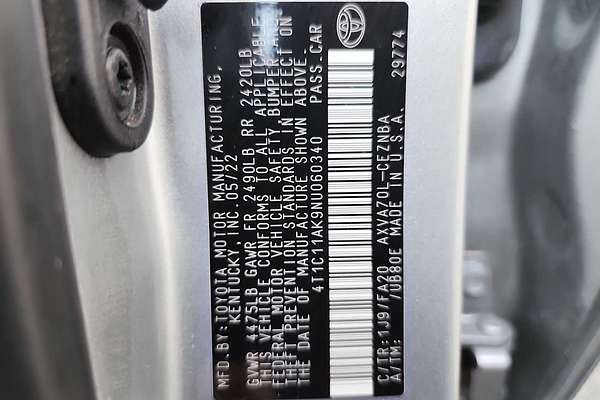 MFD.BY:TOYOTA MOTOR MANUFACTURING,
KENTUCKY, INC. 05/22
GVWR 4475LB GAWR FR 2490LB RR 2420LB
THIS VEHICLE CONFORMS TO ALL APPLICABLE
FEDERAL MOTOR VEHICLE SAFETY, BUMPER, AND
THEFT PREVENTION STANDARDS IN EFFECT ON
THE DATE OF MANUFACTURE SHOWN ABOVE.
4T1C11AK9NU060340 PASS.CAR
C/TR:1J9/FA20 AXVA70L-CEZNBA
A/TM: /UB80E MADE IN U.S.A. 29774